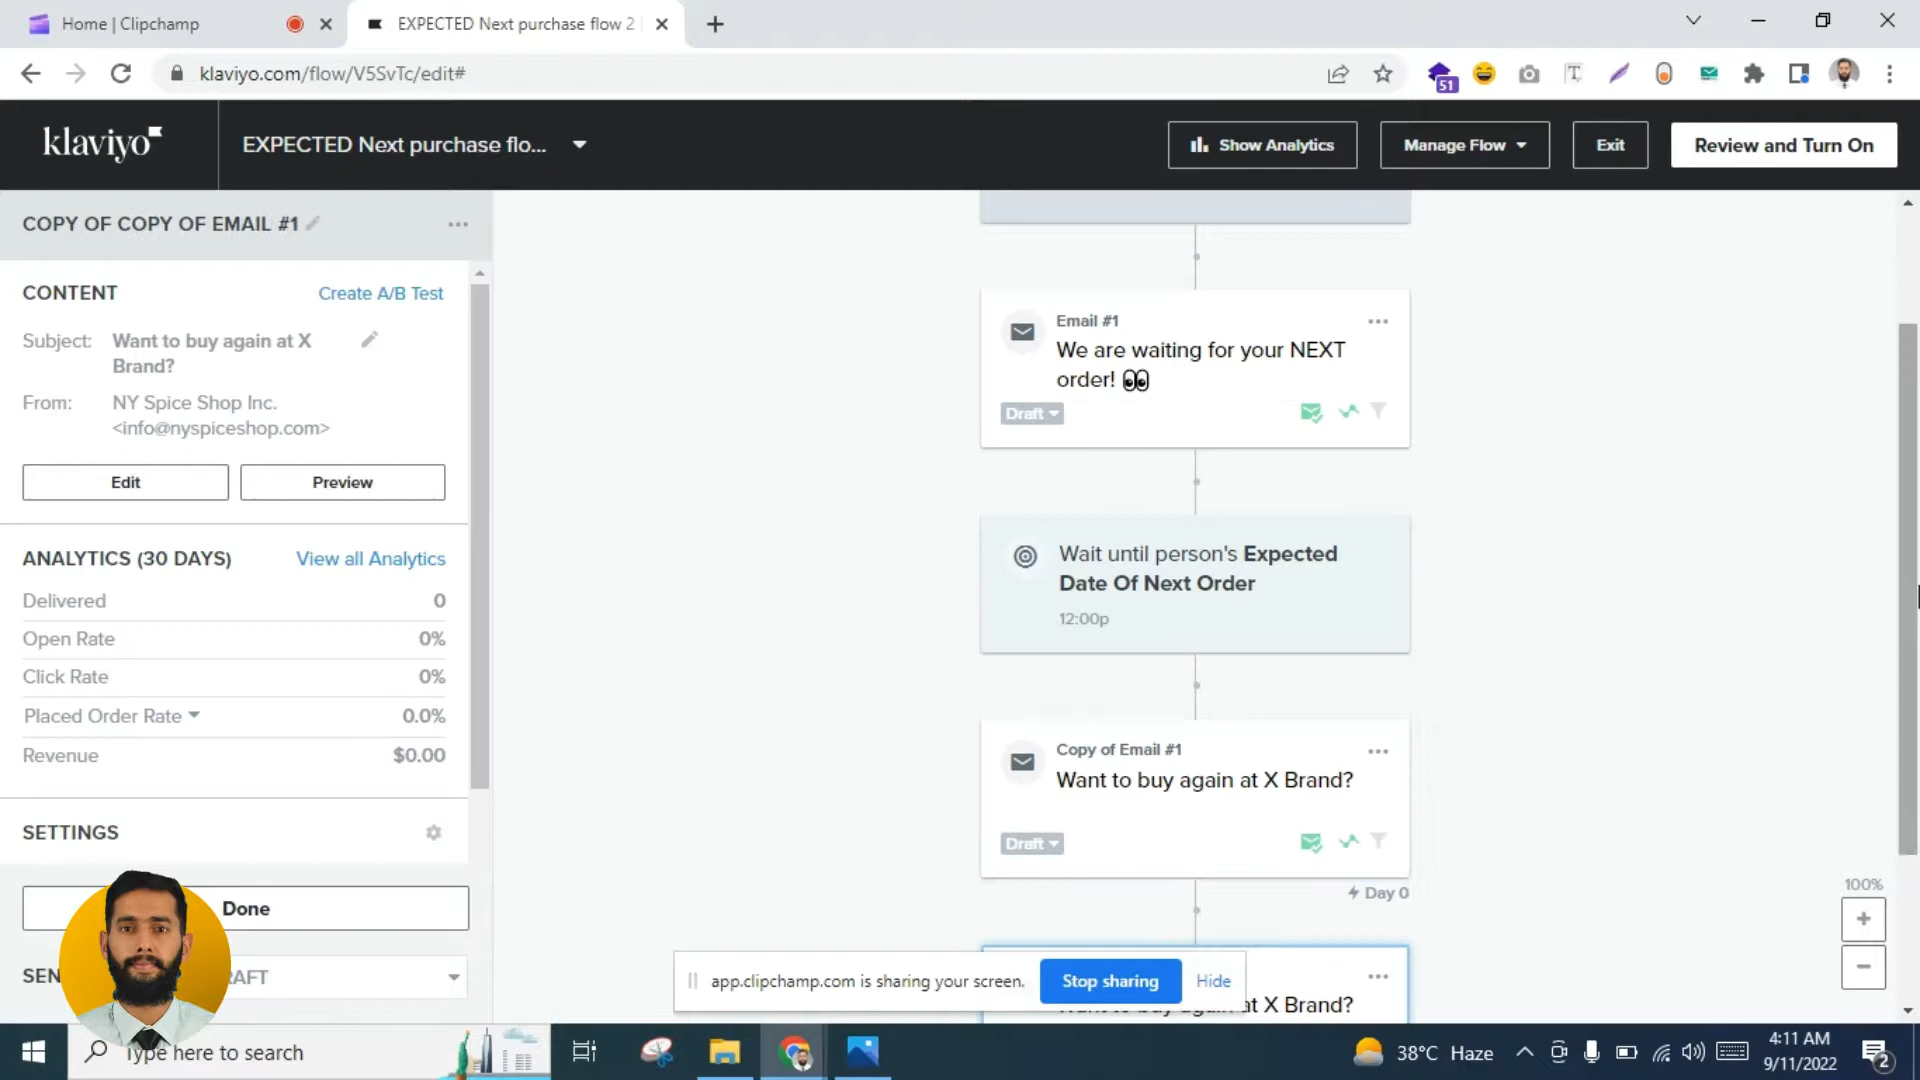 Home | Clipchamp
EXPECTED Next purchase flow 2
klaviyo.com/flow/V5SvTc/edit#
51
klaviyo
EXPECTED Next purchase flo...
Show Analytics
Manage Flow
Exit
Review and Turn On
COPY OF COPY OF EMAIL #1
CONTENT
Create A/B Test
Subject: Want to buy again at X
Brand?
From: NY Spice Shop Inc.
<info@nyspiceshop.com>
Edit
Preview
ANALYTICS (30 DAYS)
View all Analytics
Delivered 0
Open Rate 0%
Click Rate 0%
Placed Order Rate 0.0%
Revenue $0.00
SETTINGS
Done
Email #1
We are waiting for your NEXT
order! 👀
Draft
Wait until person's Expected
Date Of Next Order
12:00p
Copy of Email #1
Want to buy again at X Brand?
Draft
Day 0
at X Brand?
100%
app.clipchamp.com is sharing your screen.
Stop sharing
Hide
Type here to search
38°C Haze
4:11 AM
9/11/2022
2